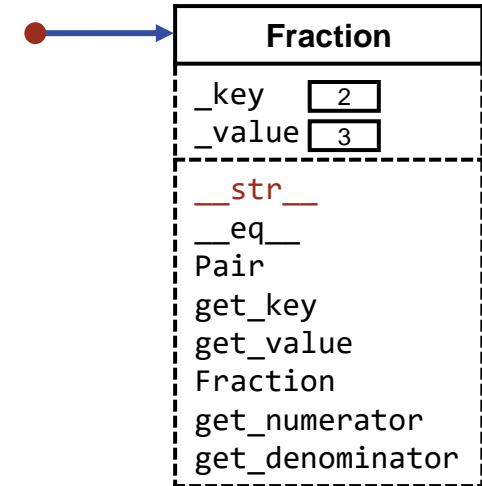 Fraction
_key 2
_value 3
__str__
__eq__
Pair
get_key
get_value
Fraction
get_numerator
get_denominator